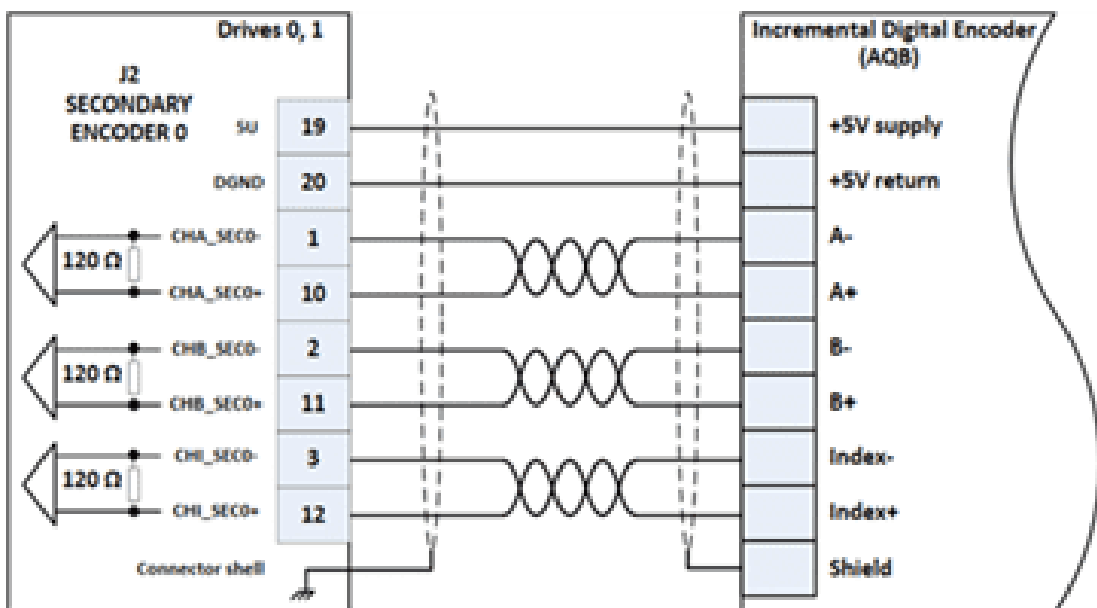 Drives 0, 1
J2
SECONDARY
ENCODER 0
5U 19
DGND 20
CHA_SEC0- 1
120 Ω
CHA_SEC0+ 10
CHB_SEC0- 2
120 Ω
CHB_SEC0+ 11
CHI_SEC0- 3
120 Ω
CHI_SEC0+ 12
Connector shell
Incremental Digital Encoder
(AQB)
+5V supply
+5V return
A-
A+
B-
B+
Index-
Index+
Shield